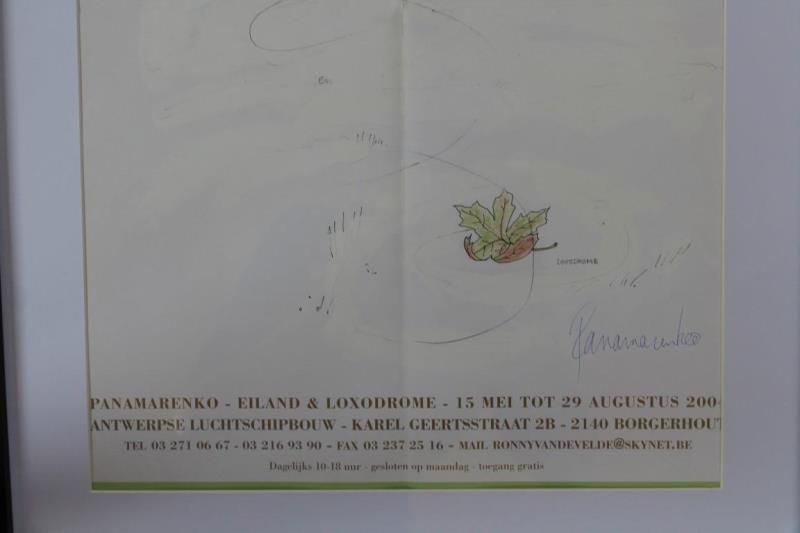 LOXODROME
Panamarenko
PANAMARENKO - EILAND & LOXODROME - 15 MEI TOT 29 AUGUSTUS 2004
ANTWERPSE LUCHTSCHIPBOUW - KAREL GEERTSSTRAAT 2B - 2140 BORGERHOUT
TEL 03 271 06 67 - 03 216 93 90 - FAX 03 237 25 16 - MAIL RONNYVANDEVELDE@SKYNET.BE
Dagelijks 10-18 uur - gesloten op maandag - toegang gratis